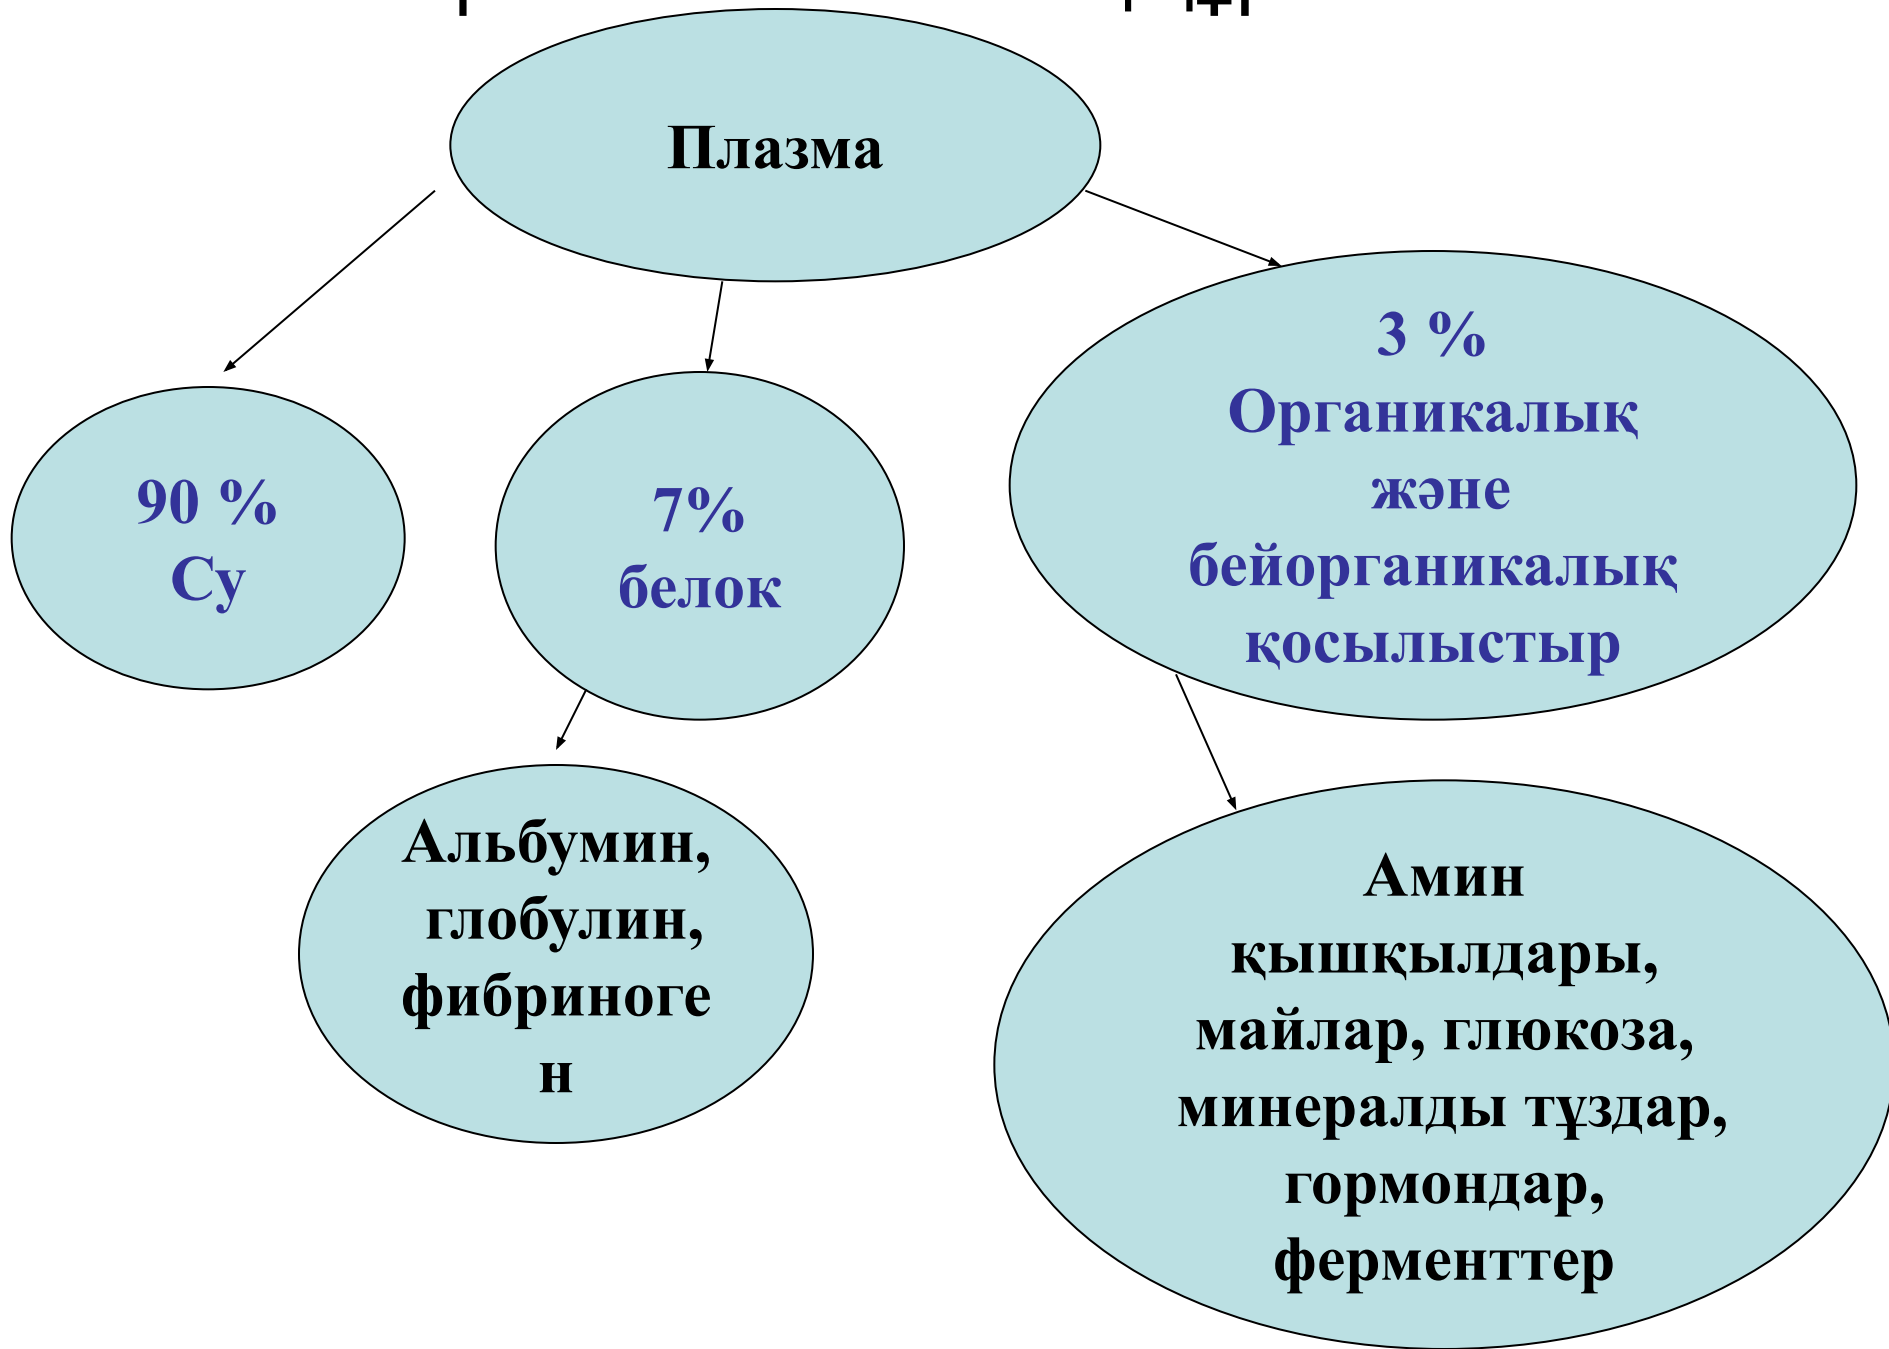 Плазма
90 %
Су
7%
белок
3 %
Органикалық
және
бейорганикалық
қосылыстыр
Альбумин,
глобулин,
фибриноге
н
Амин
қышқылдары,
майлар, глюкоза,
минералды тұздар,
гормондар,
ферменттер